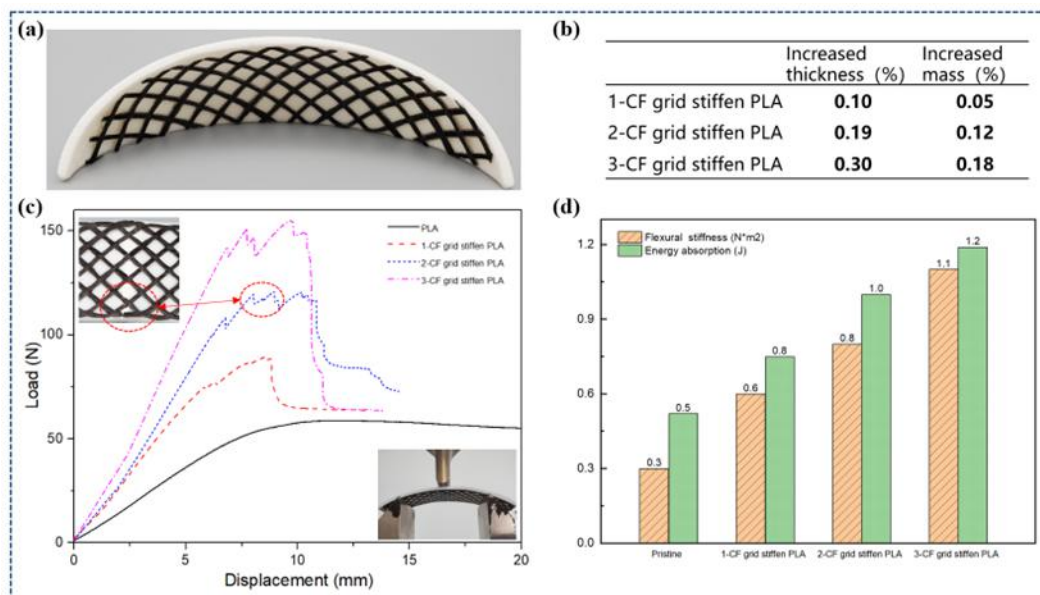 (a)
(b)
Increased thickness (%)
Increased mass (%)
1-CF grid stiffen PLA 0.10 0.05
2-CF grid stiffen PLA 0.19 0.12
3-CF grid stiffen PLA 0.30 0.18
(c)
150
100
50
0
Load (N)
PLA
1-CF grid stiffen PLA
2-CF grid stiffen PLA
3-CF grid stiffen PLA
0 5 10 15 20
Displacement (mm)
(d)
Flexural stiffness (N*m2)
Energy absorption (J)
1.2
0.9
0.6
0.3
0.0
0.3
0.5
0.6
0.8
0.8
1.0
1.1
1.2
Pristine 1-CF grid stiffen PLA 2-CF grid stiffen PLA 3-CF grid stiffen PLA